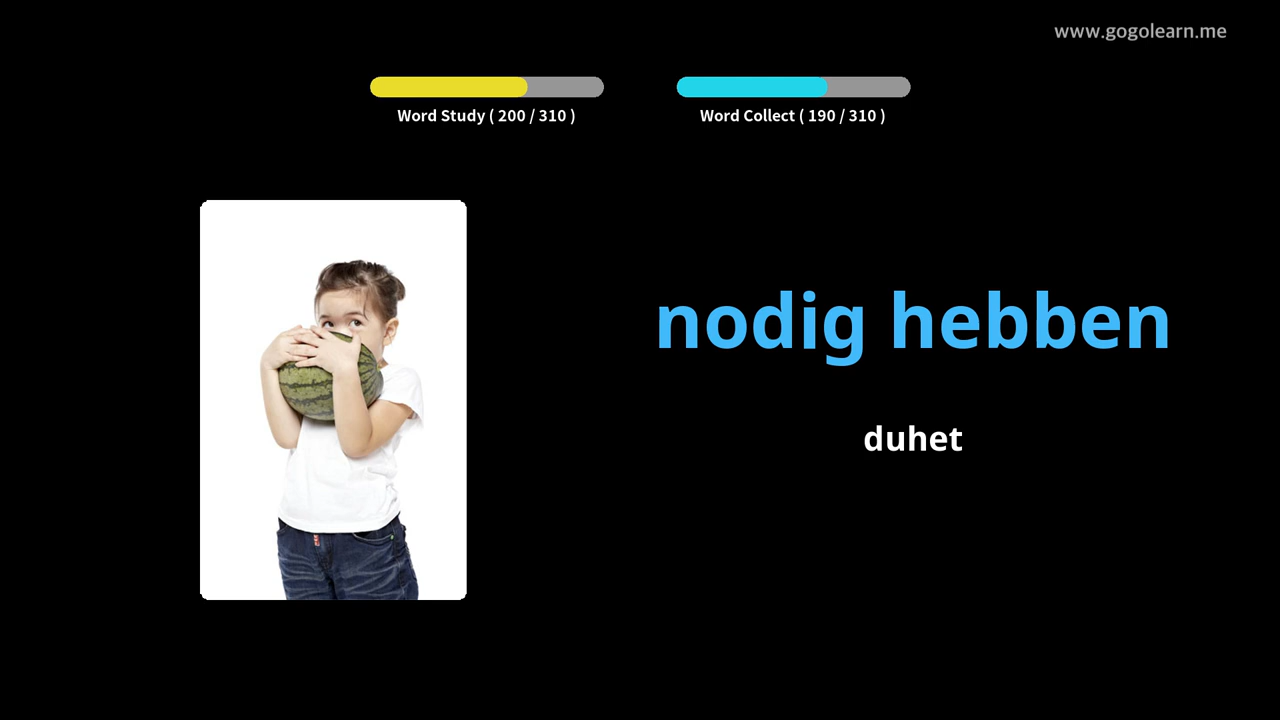 www.gogolearn.me
Word Study ( 200 / 310 )
Word Collect ( 190 / 310 )
nodig hebben
duhet